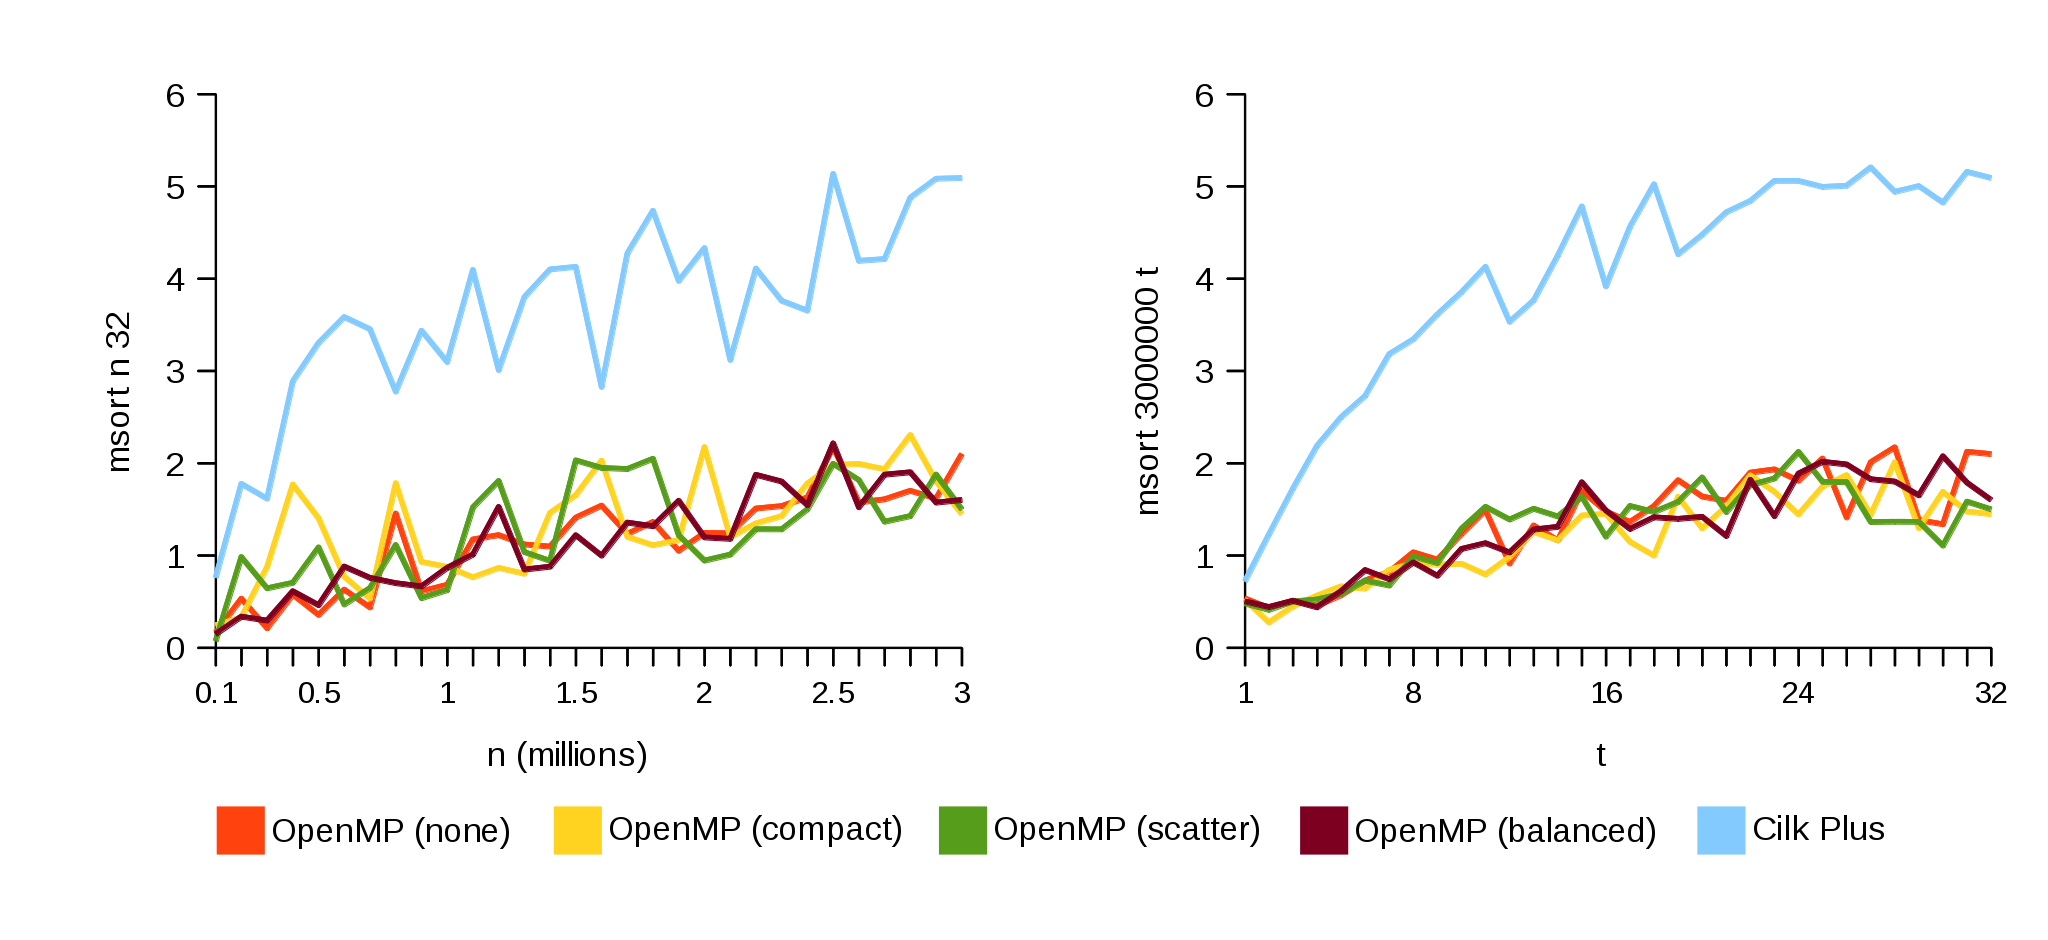 6
5
4
3
2
1
0
msort n 32
0.1 0.5 1 1.5 2 2.5 3
n (millions)
6
5
4
3
2
1
0
msort 3000000 t
1 8 16 24 32
t
OpenMP (none) OpenMP (compact) OpenMP (scatter) OpenMP (balanced) Cilk Plus